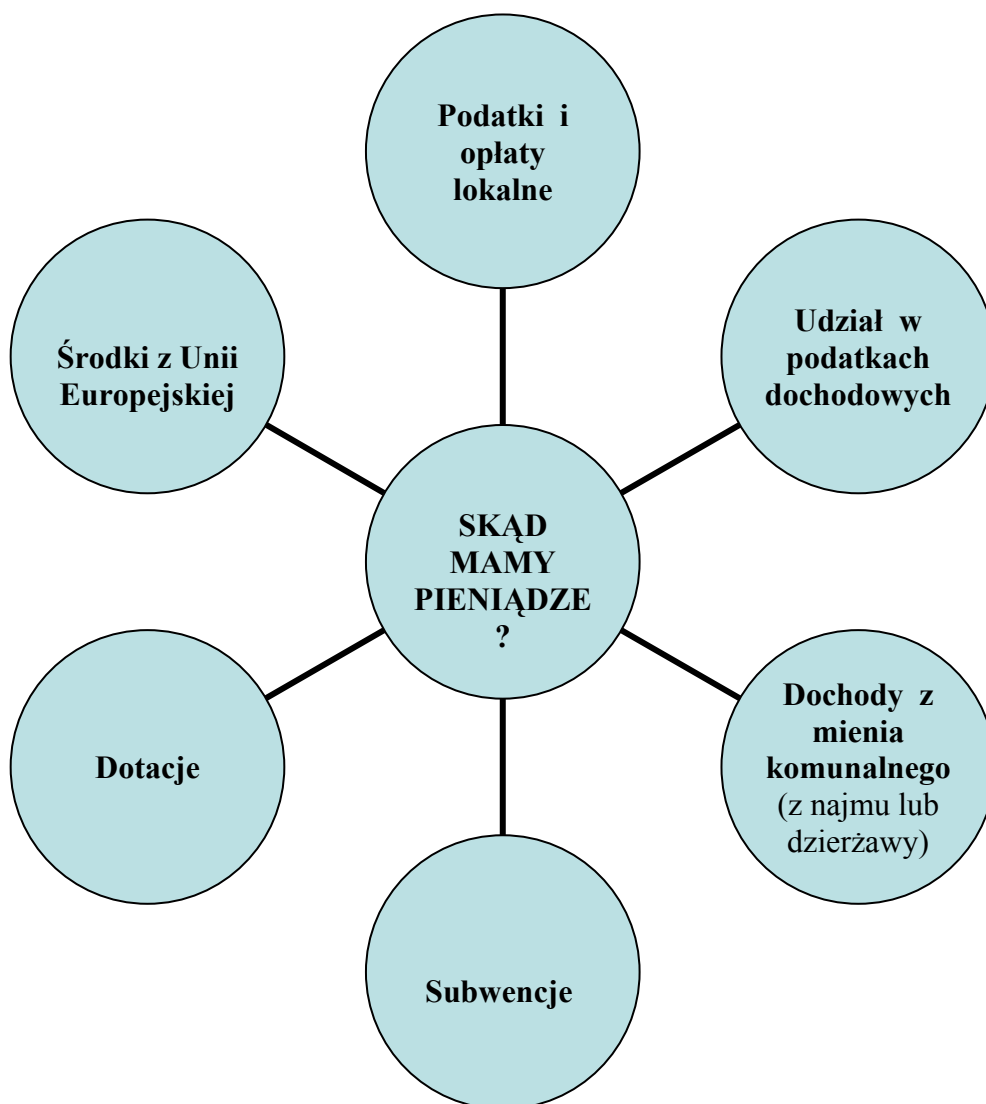 Podatki i
opłaty
lokalne
Udział w
podatkach
dochodowych
Dochody z
mienia
komunalnego
(z najmu lub
dzierżawy)
Subwencje
Dotacje
Środki z Unii
Europejskiej
SKĄD
MAMY
PIENIĄDZE
?